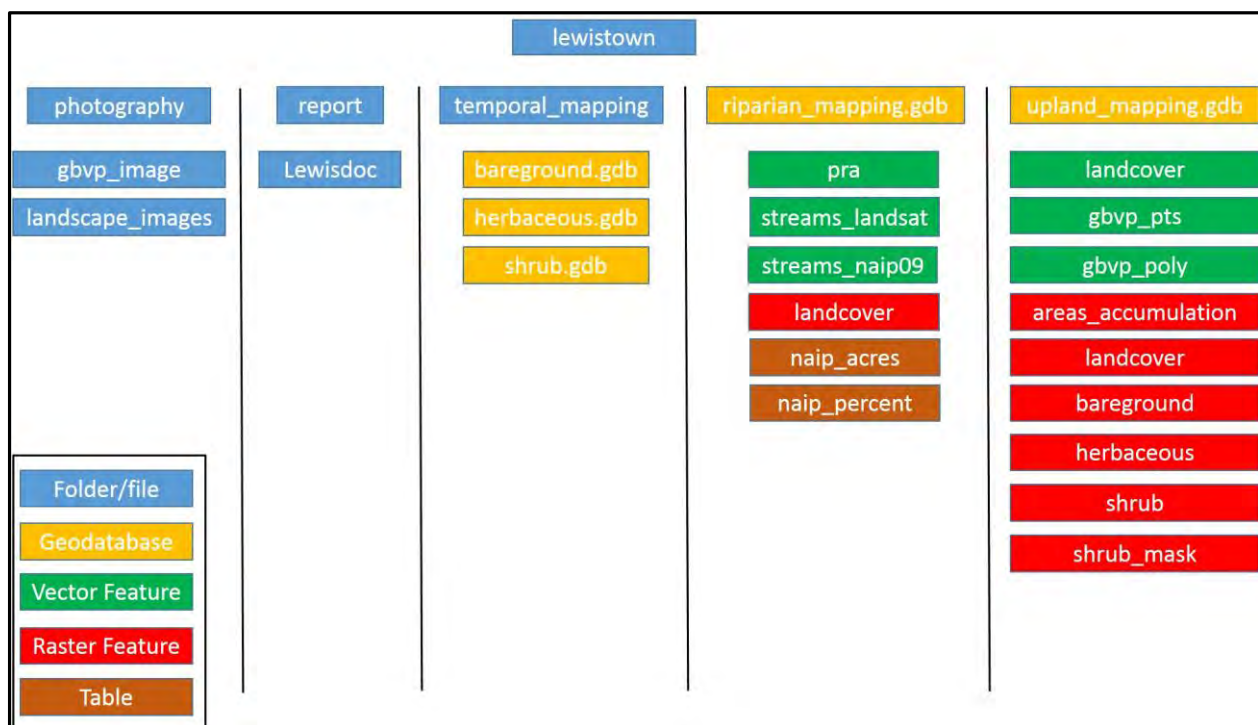 lewistown
photography
gbvp_image
landscape_images
report
Lewisdoc
temporal_mapping
bareground.gdb
herbaceous.gdb
shrub.gdb
riparian_mapping.gdb
pra
streams_landsat
streams_naip09
landcover
naip_acres
naip_percent
upland_mapping.gdb
landcover
gbvp_pts
gbvp_poly
areas_accumulation
landcover
bareground
herbaceous
shrub
shrub_mask
Folder/file
Geodatabase
Vector Feature
Raster Feature
Table